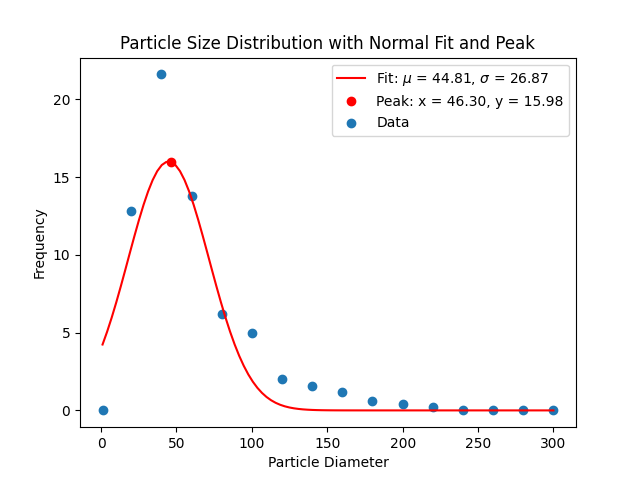 Particle Size Distribution with Normal Fit and Peak
Fit: μ = 44.81, σ = 26.87
Peak: x = 46.30, y = 15.98
Data
20
15
10
5
0
Frequency
0 50 100 150 200 250 300
Particle Diameter